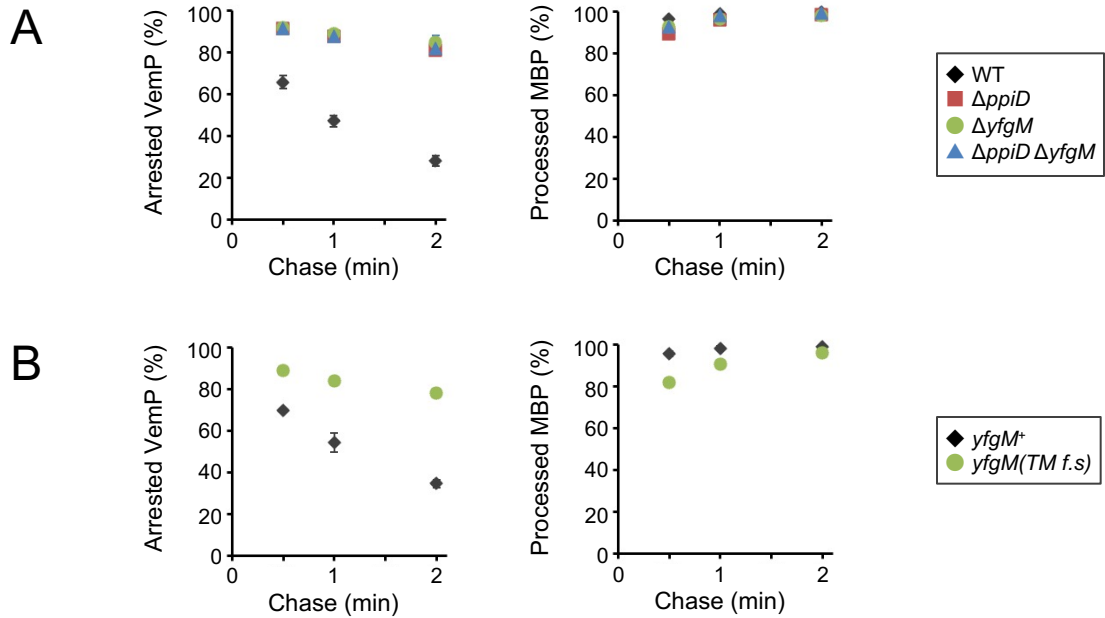 A
Arrested VemP (%)
100
80
60
40
20
0
0 1 2
Chase (min)
Processed MBP (%)
100
80
60
40
20
0
0 1 2
Chase (min)
WT
ΔppiD
ΔyfgM
ΔppiD ΔyfgM
B
Arrested VemP (%)
100
80
60
40
20
0
0 1 2
Chase (min)
Processed MBP (%)
100
80
60
40
20
0
0 1 2
Chase (min)
yfgM⁺
yfgM(TM f.s)